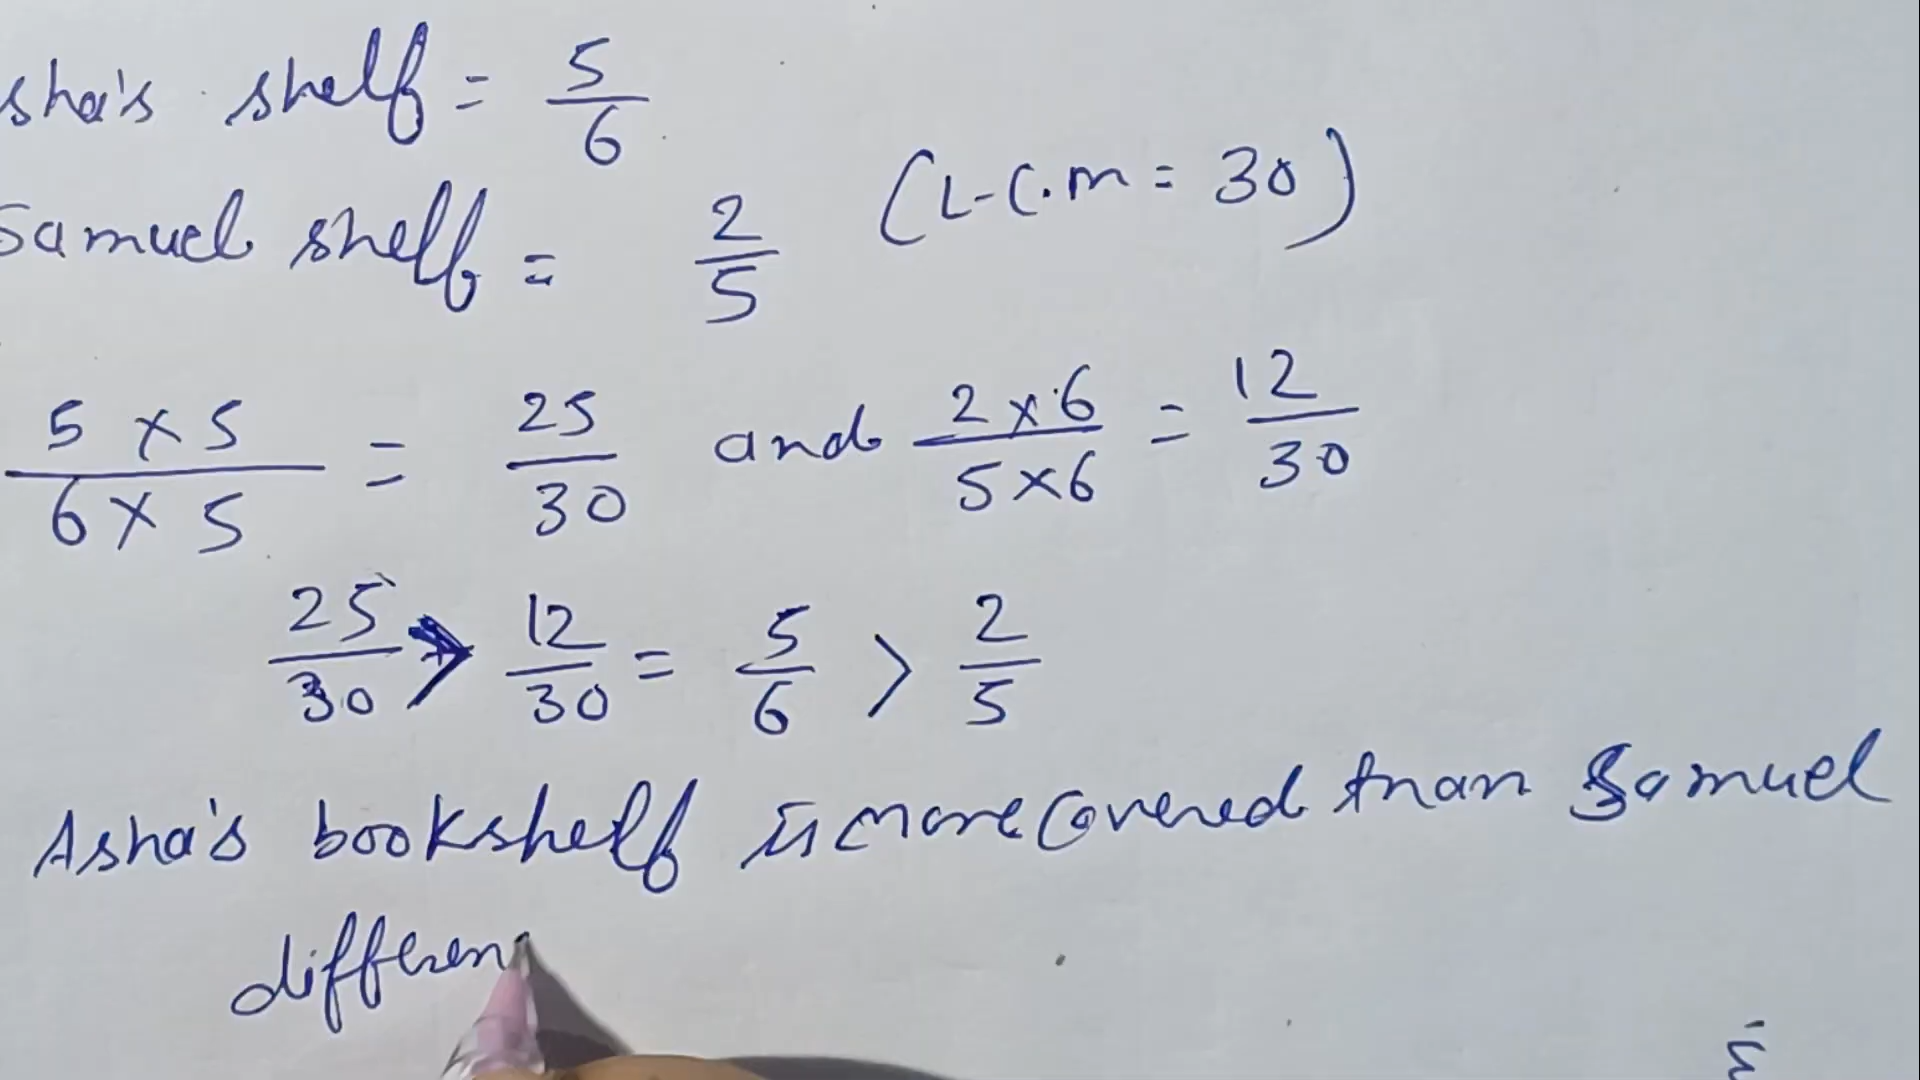 sha's shelf = 5/6
Samuel shelf = 2/5 (L.C.m = 30)
5 × 5 / 6 × 5 = 25/30 and 2×6 / 5×6 = 12/30
25/30 > 12/30 = 5/6 > 2/5
Asha's bookshelf is more covered than Samuel
differen